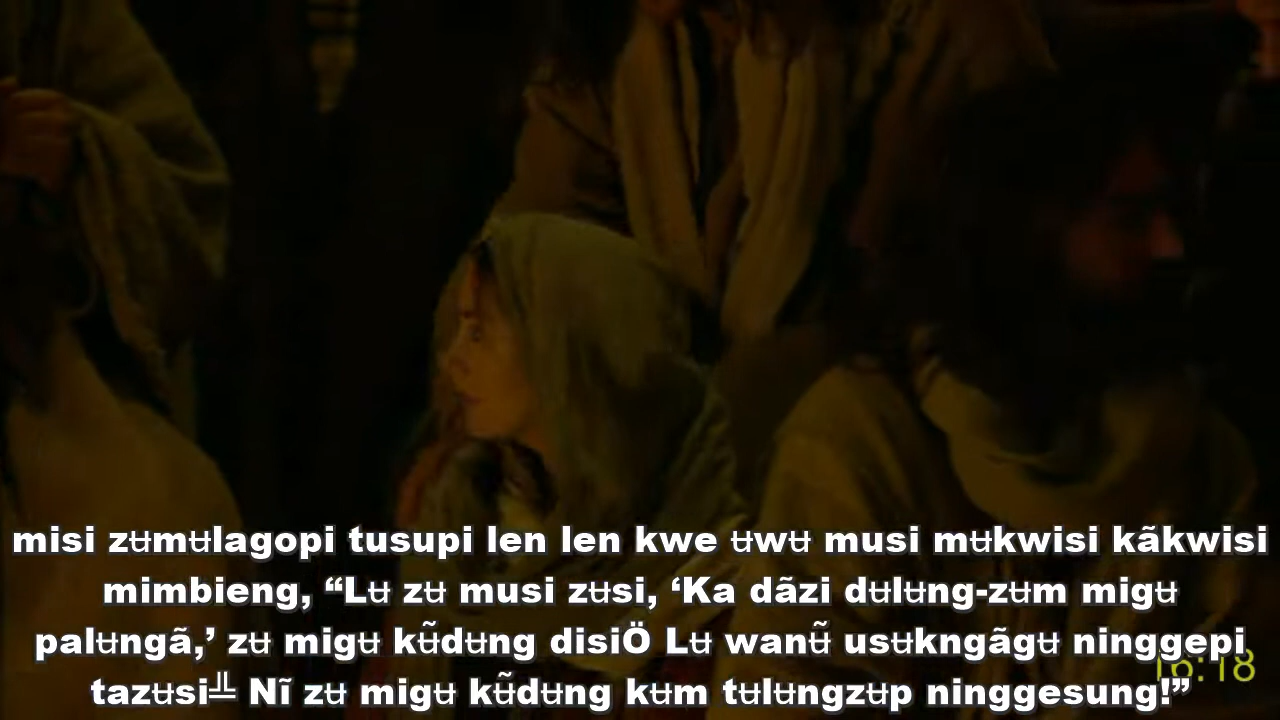 misi zʉmʉlagopi tusupi len len kwe ʉwʉ musi mʉkwisi kãkwisi
mimbieng, “Lʉ zʉ musi zʉsi, ‘Ka dãzi dʉlʉng-zʉm migʉ
palʉngã,’ zʉ migʉ kʉ̃dʉng disiÖ Lʉ wanʉ̃ usʉkngãgʉ ninggepi
tazʉsi╩ Nĩ zʉ migʉ kʉ̃dʉng kʉm tʉlʉngzʉp ninggesung!”
16:18